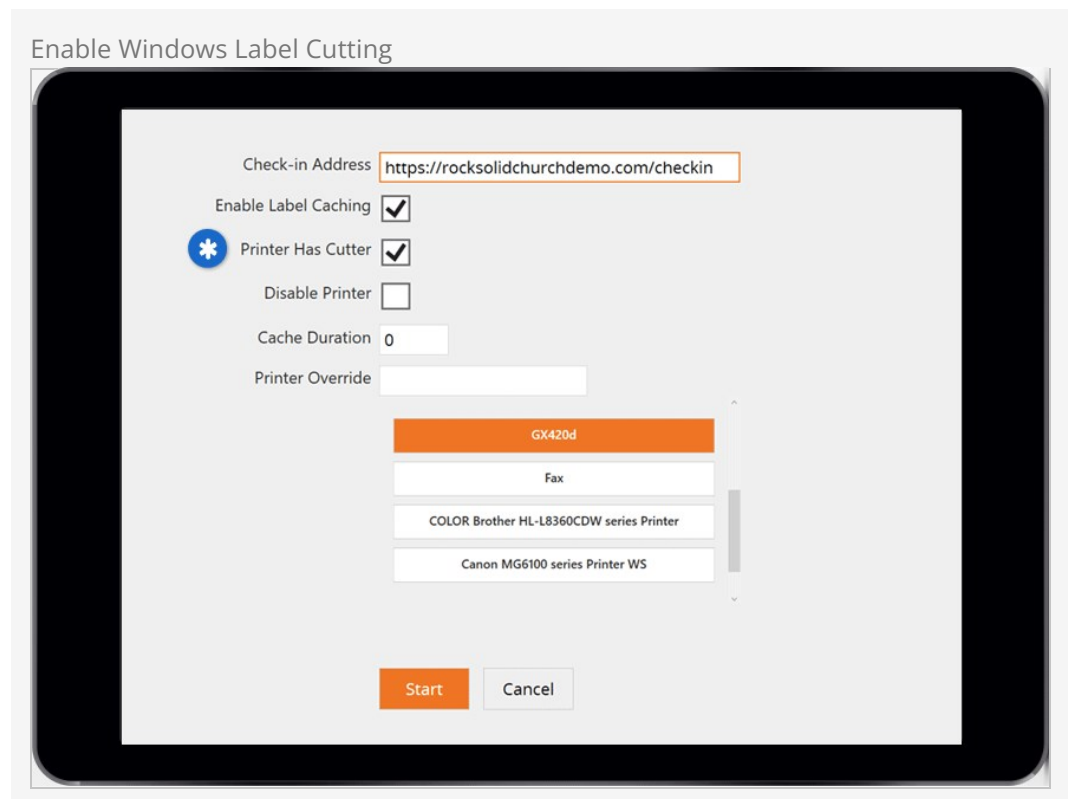 Enable Windows Label Cutting
Check-in Address https://rocksolidchurchdemo.com/checkin
Enable Label Caching
Printer Has Cutter
Disable Printer
Cache Duration 0
Printer Override
GX420d
Fax
COLOR Brother HL-L8360CDW series Printer
Canon MG6100 series Printer WS
Start Cancel